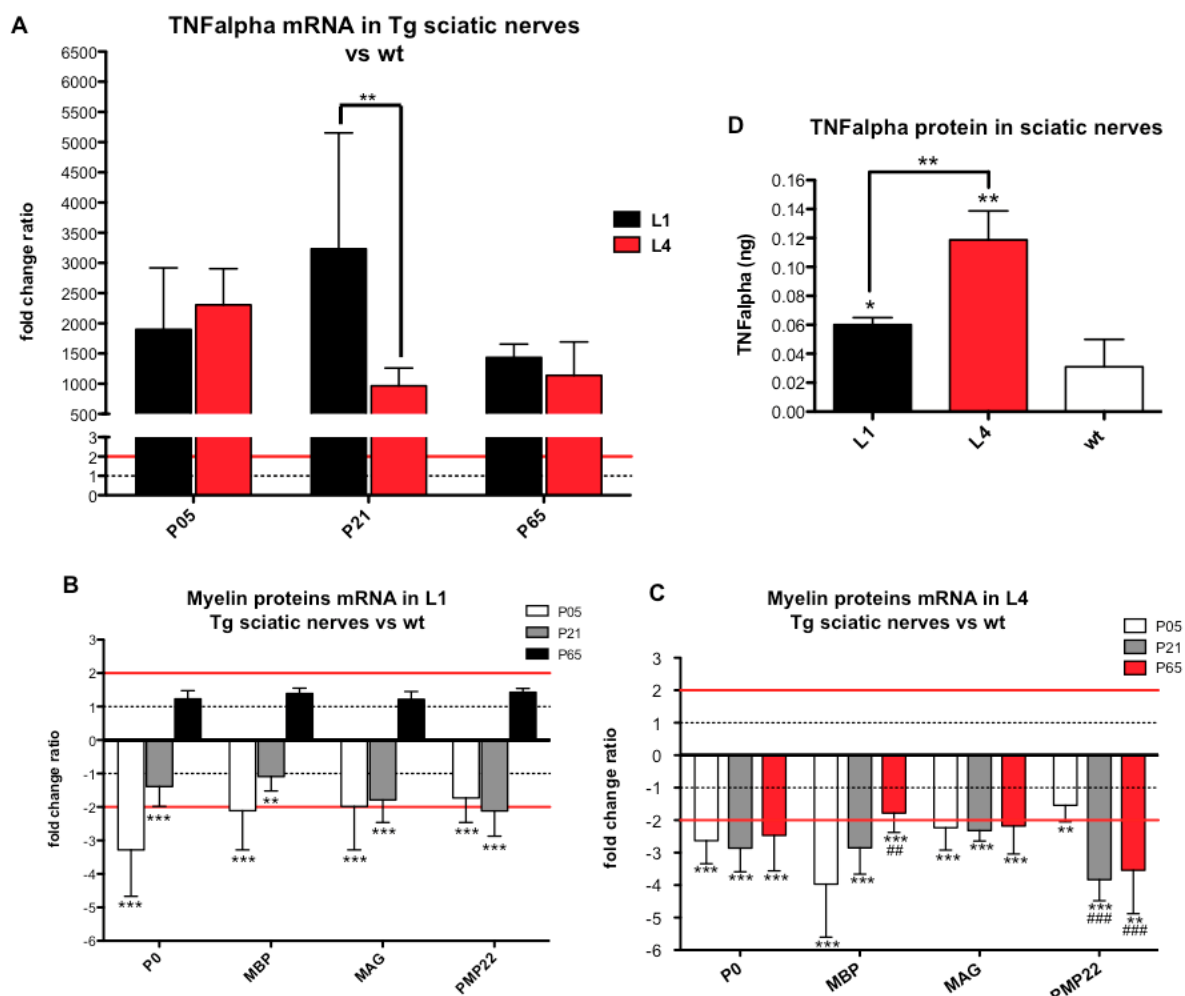 A
TNFalpha mRNA in Tg sciatic nerves
vs wt
fold change ratio
6500
6000
5500
5000
4500
4000
3500
3000
2500
2000
1500
1000
500
3
2
1
0
**
P05
P21
P65
L1
L4
D
TNFalpha protein in sciatic nerves
TNFalpha (ng)
0.16
0.14
0.12
0.10
0.08
0.06
0.04
0.02
0.00
**
*
**
L1
L4
wt
B
Myelin proteins mRNA in L1
Tg sciatic nerves vs wt
P05
P21
P65
fold change ratio
3
2
1
0
-1
-2
-3
-4
-5
-6
***
***
***
**
***
***
***
***
P0
MBP
MAG
PMP22
C
Myelin proteins mRNA in L4
Tg sciatic nerves vs wt
P05
P21
P65
fold change ratio
3
2
1
0
-1
-2
-3
-4
-5
-6
***
***
***
***
***
***
##
***
***
***
**
***
###
**
###
P0
MBP
MAG
PMP22